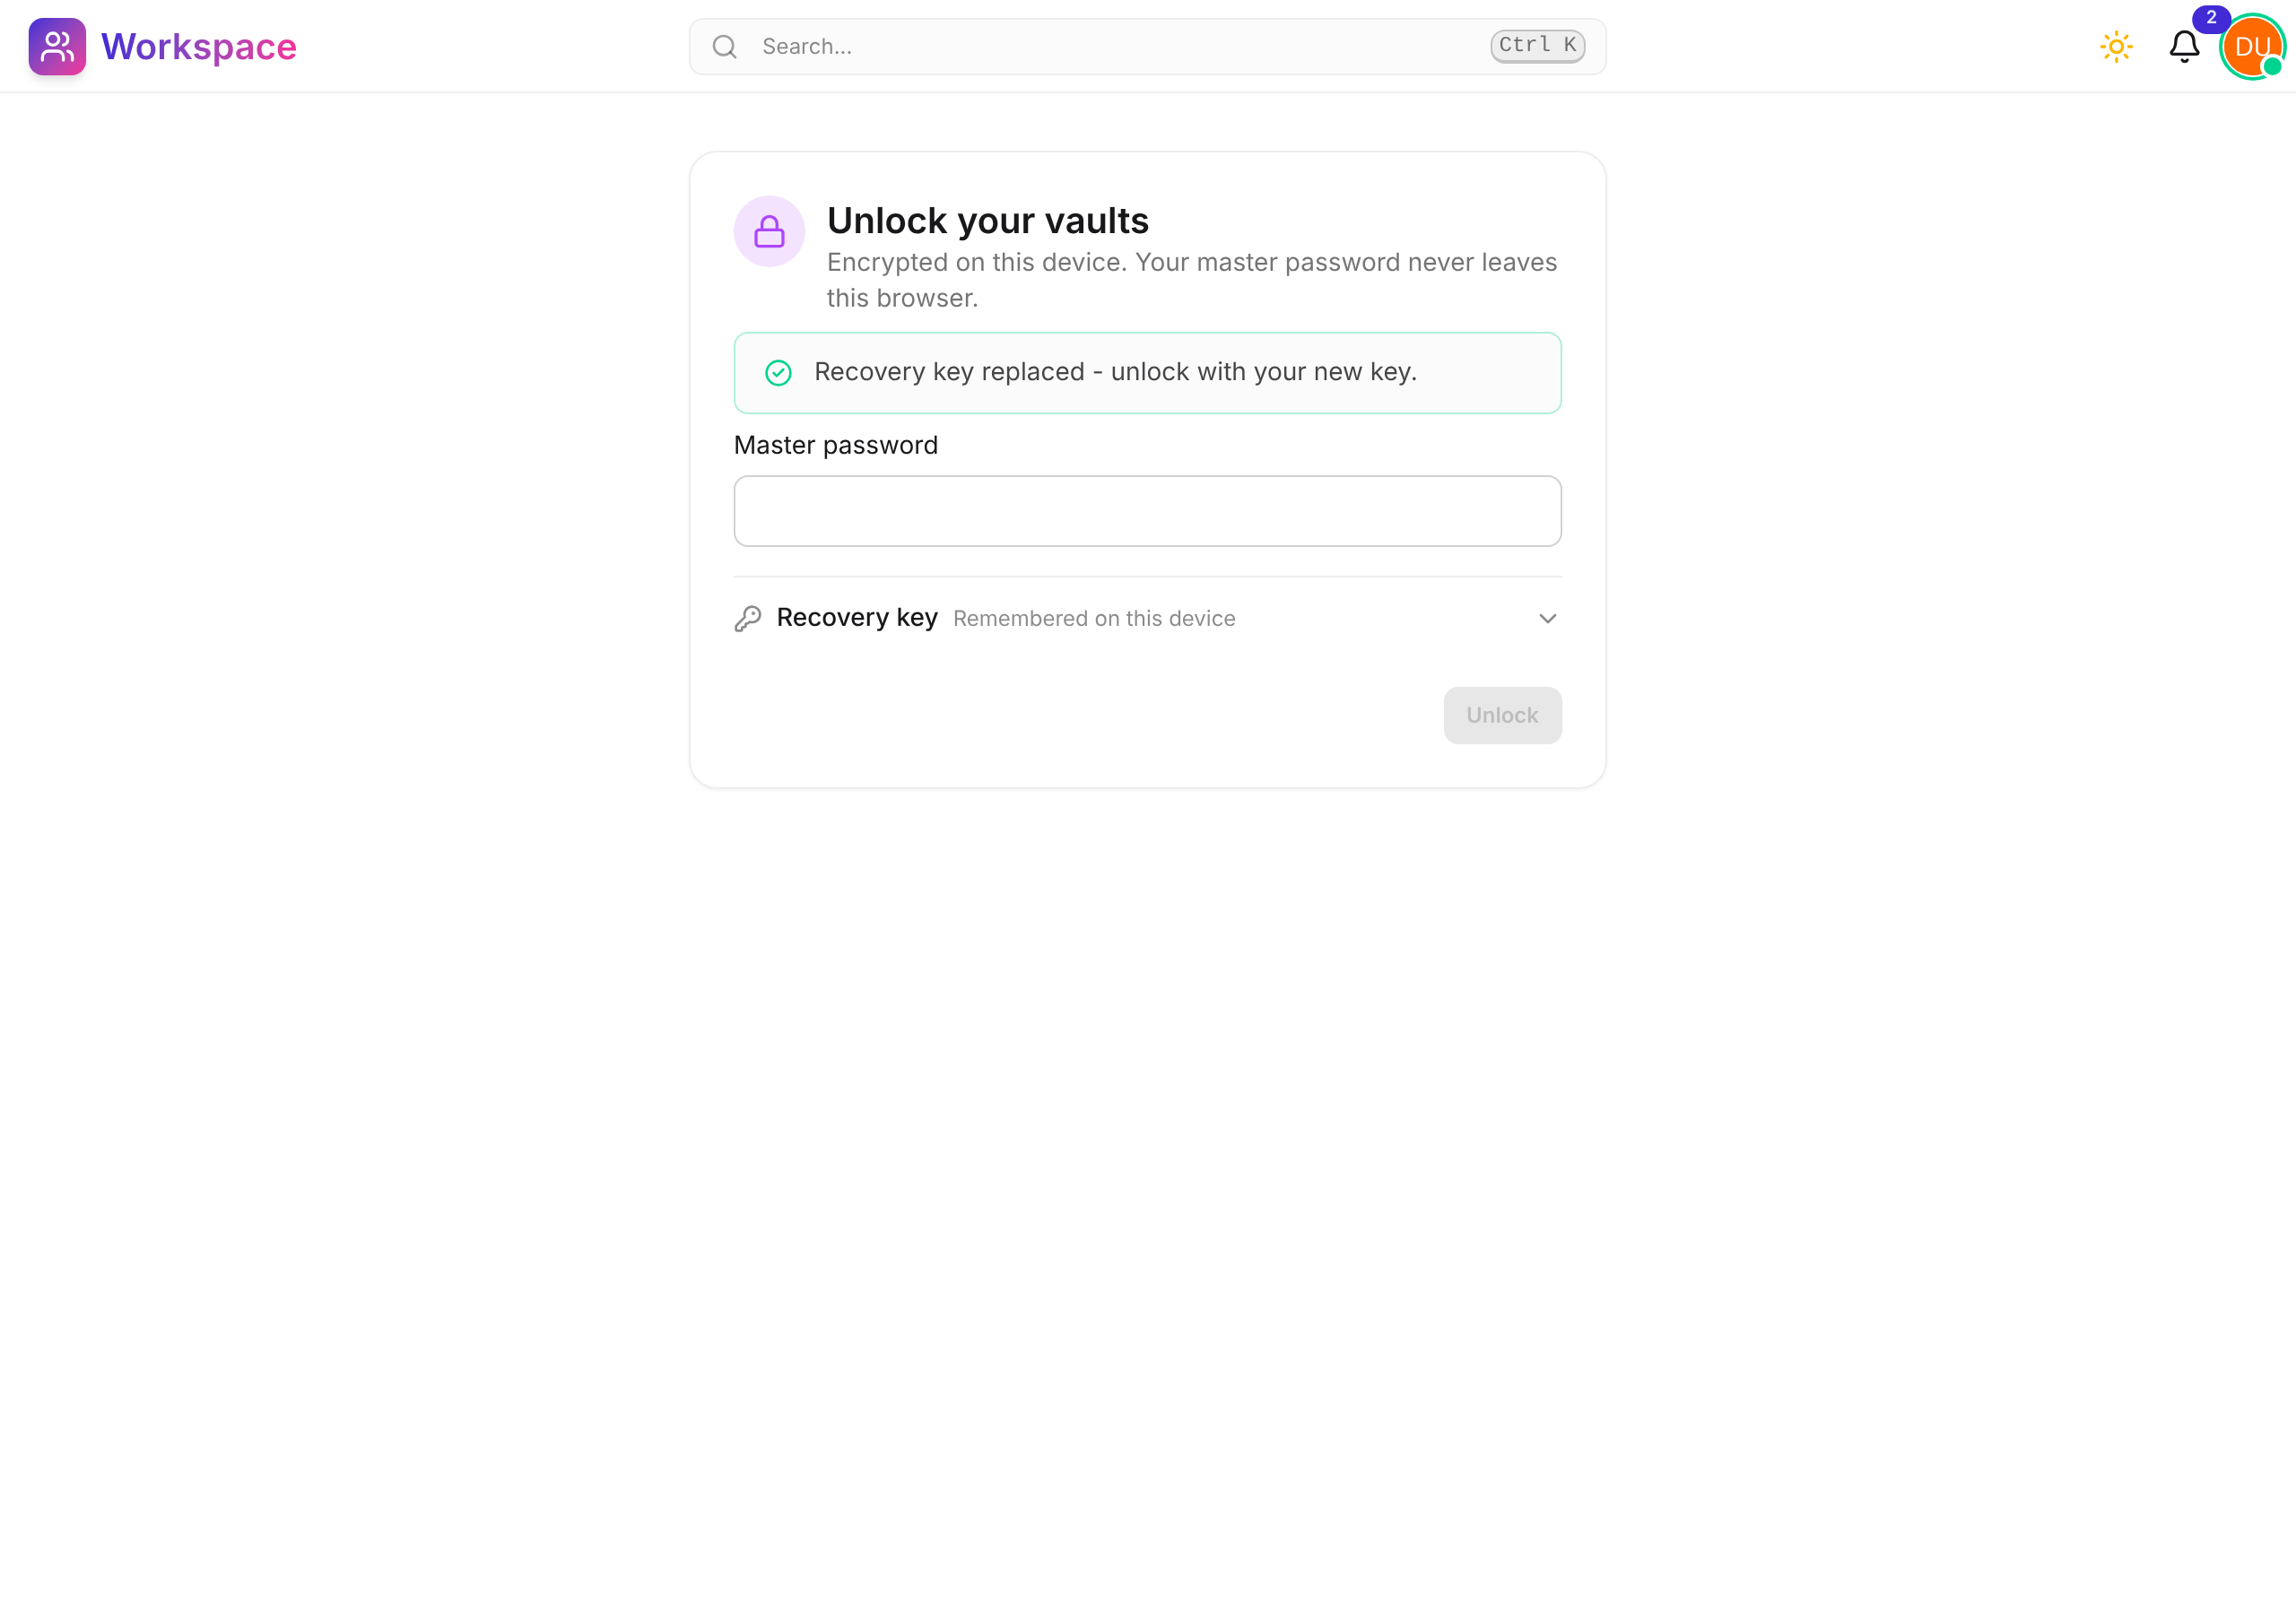 Workspace
Search...
Ctrl K
2
DU
Unlock your vaults
Encrypted on this device. Your master password never leaves
this browser.
Recovery key replaced - unlock with your new key.
Master password
Recovery key Remembered on this device
Unlock